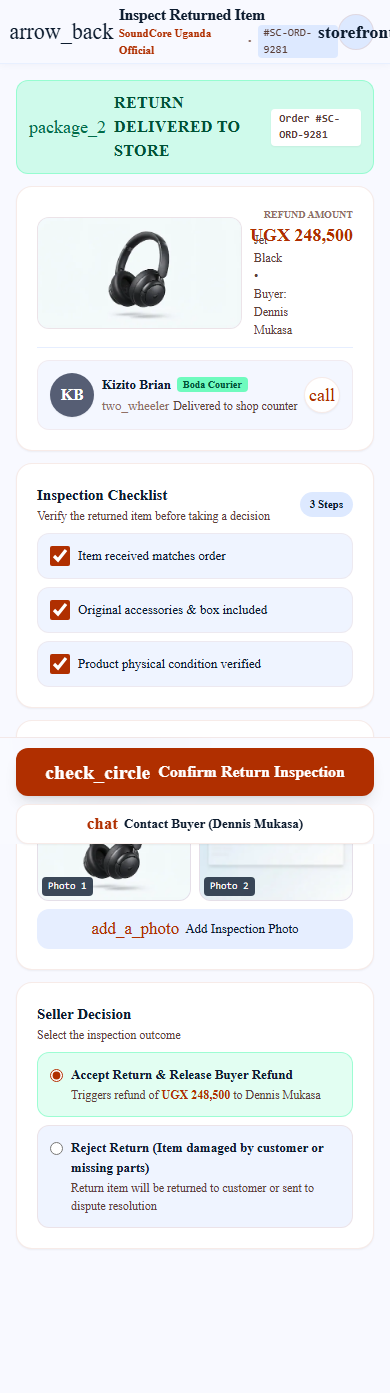 arrow_back
Inspect Returned Item
SoundCore Uganda
Official
•
#SC-ORD-
9281
storefront
package_2
RETURN
DELIVERED TO
STORE
Order #SC-
ORD-9281
REFUND AMOUNT
UGX 248,500
Jet
Black
•
Buyer:
Dennis
Mukasa
KB
Kizito Brian
Boda Courier
two_wheeler Delivered to shop counter
call
Inspection Checklist
Verify the returned item before taking a decision
3 Steps
Item received matches order
Original accessories & box included
Product physical condition verified
check_circle Confirm Return Inspection
chat Contact Buyer (Dennis Mukasa)
Photo 1
Photo 2
add_a_photo Add Inspection Photo
Seller Decision
Select the inspection outcome
Accept Return & Release Buyer Refund
Triggers refund of UGX 248,500 to Dennis Mukasa
Reject Return (Item damaged by customer or
missing parts)
Return item will be returned to customer or sent to
dispute resolution